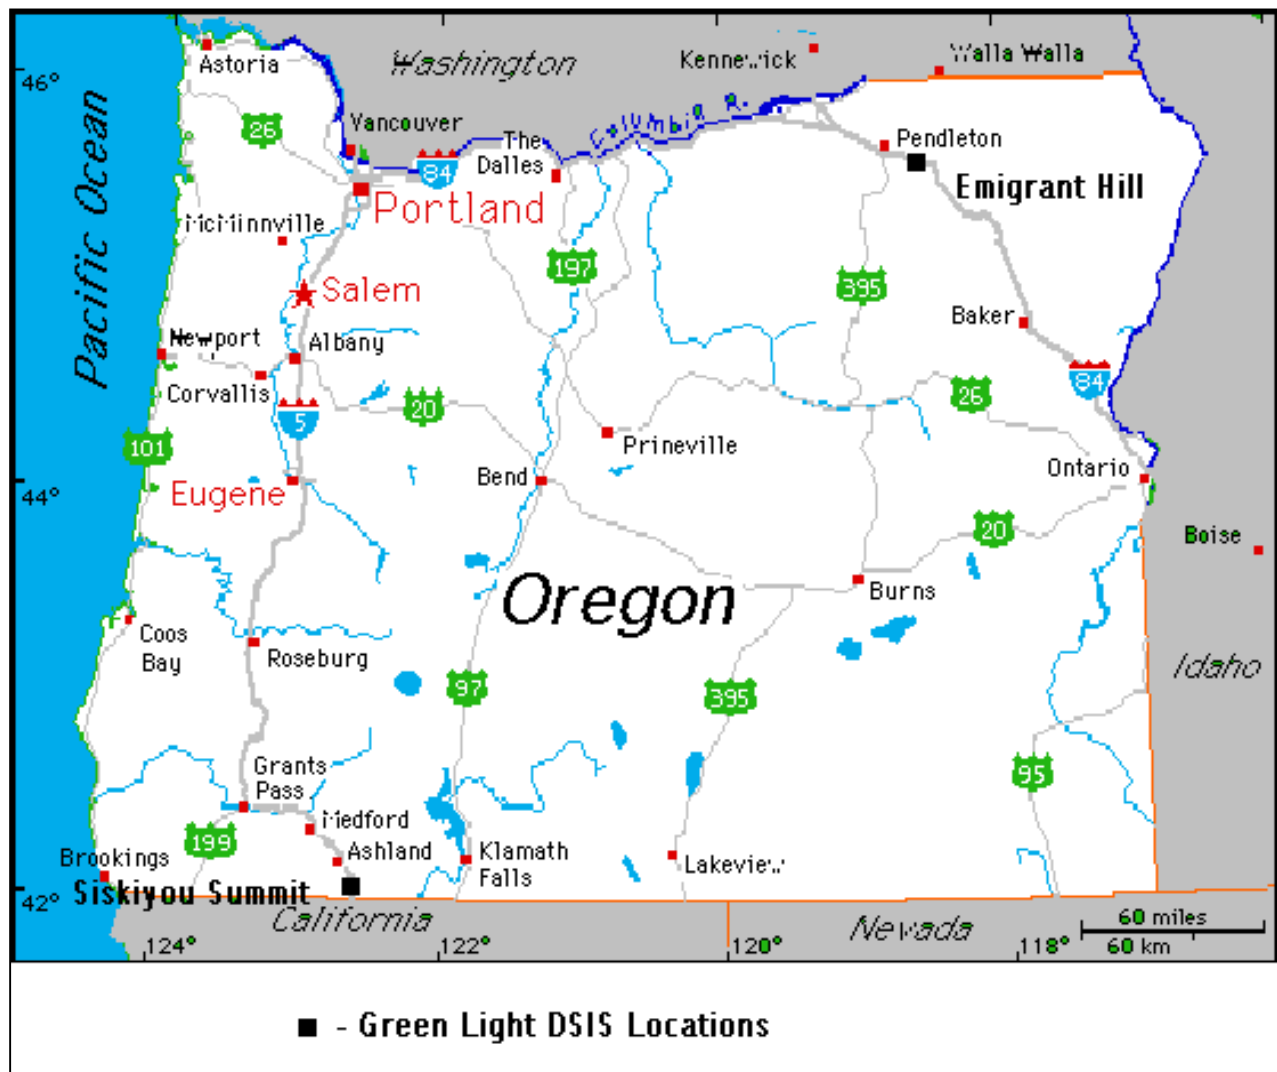 Washington
Kennewick
Walla Walla
Astoria
46°
Pacific Ocean
26
Vancouver
The
Dalles
Columbia R.
84
Pendleton
Emigrant Hill
Portland
McMinnville
197
395
Salem
Baker
Newport
Albany
Corvallis
84
20
26
5
101
Prineville
Bend
Ontario
44°
Eugene
20
Boise
Oregon
Burns
Coos
Bay
Roseburg
Idaho
97
395
Grants
Pass
95
Medford
199
Ashland
Klamath
Falls
Lakeview
Brookings
Siskiyou Summit
42°
California
Nevada
60 miles
60 km
124°
122°
120°
118°
- Green Light DSIS Locations